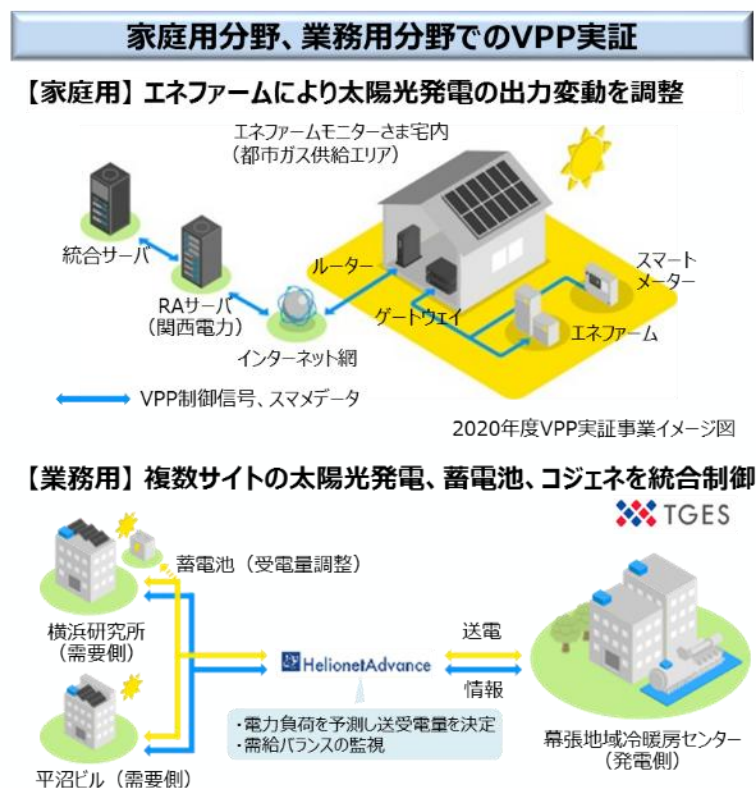 家庭用分野、業務用分野でのVPP実証
【家庭用】エネファームにより太陽光発電の出力変動を調整
エネファームモニターさま宅内
(都市ガス供給エリア)
統合サーバ
RAサーバ
(関西電力)
インターネット網
ルーター
ゲートウェイ
スマート
メーター
エネファーム
VPP制御信号、スマメデータ
2020年度VPP実証事業イメージ図
【業務用】複数サイトの太陽光発電、蓄電池、コジェネを統合制御
TGES
蓄電池(受電量調整)
横浜研究所
(需要側)
HelionetAdvance
送電
情報
・電力負荷を予測し送受電量を決定
・需給バランスの監視
幕張地域冷暖房センター
(発電側)
平沼ビル(需要側)